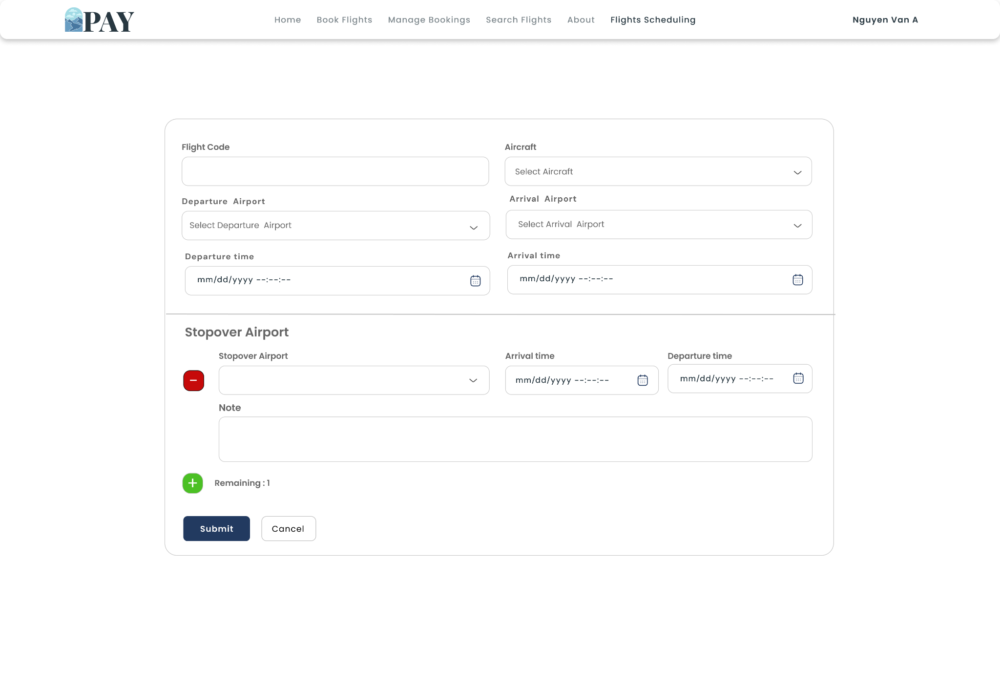 PAY
Home Book Flights Manage Bookings Search Flights About Flights Scheduling Nguyen Van A
Flight Code Aircraft
Select Aircraft
Departure Airport Arrival Airport
Select Departure Airport Select Arrival Airport
Departure time Arrival time
mm/dd/yyyy --:--:-- mm/dd/yyyy --:--:--
Stopover Airport
Stopover Airport Arrival time Departure time
mm/dd/yyyy --:--:-- mm/dd/yyyy --:--:--
Note
Remaining : 1
Submit Cancel